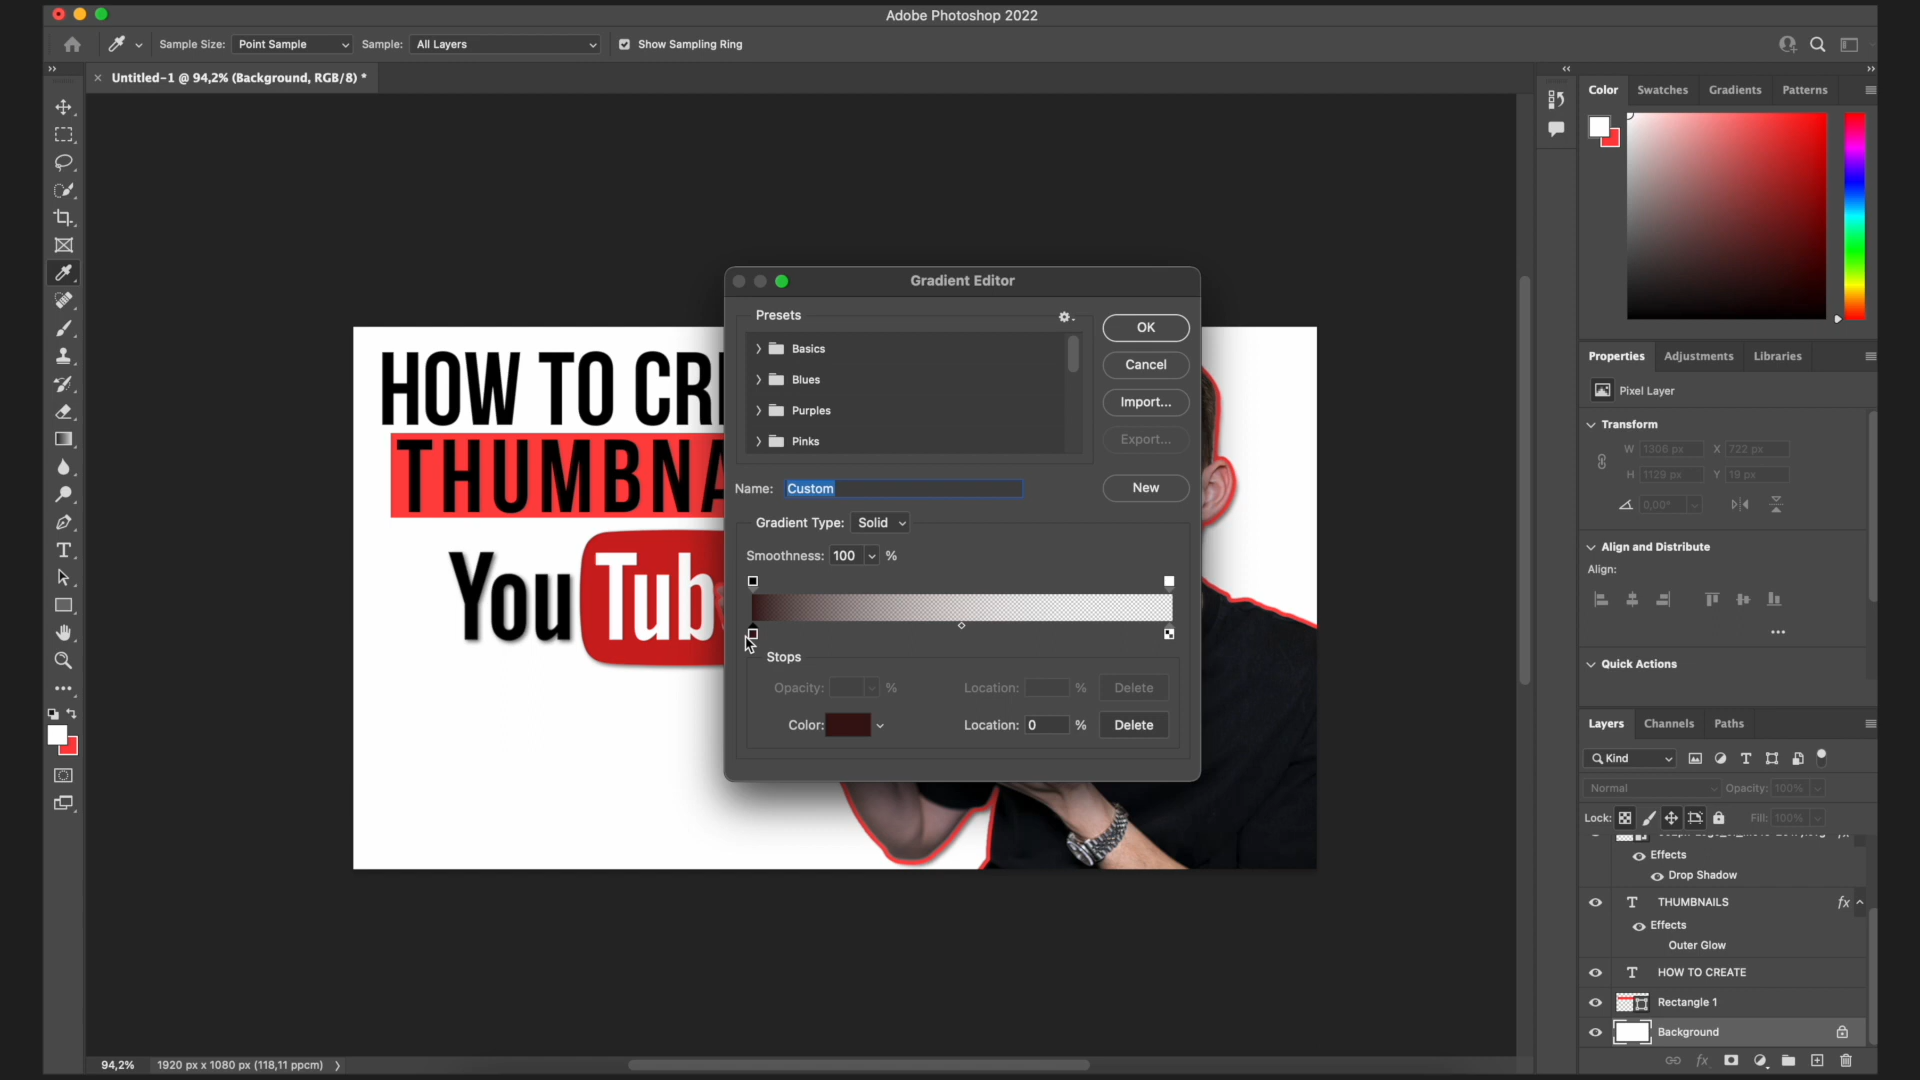 Adobe Photoshop 2022
Sample Size: Point Sample Sample: All Layers Show Sampling Ring
Untitled-1 @ 94,2% (Background, RGB/8) *
Color Swatches Gradients Patterns
HOW TO CR
THUMBNA
YouTub
Gradient Editor
Presets
Basics
Blues
Purples
Pinks
OK
Cancel
Import...
Export...
Name: Custom
New
Gradient Type: Solid
Smoothness: 100 %
Stops
Opacity: % Location: % Delete
Color: Location: 0 % Delete
Properties Adjustments Libraries
Pixel Layer
Transform
W 1306 px X 722 px
H 1129 px Y 19 px
0,00°
Align and Distribute
Align:
Quick Actions
Layers Channels Paths
Kind
Normal Opacity: 100%
Lock: Fill: 100%
Effects
Drop Shadow
THUMBNAILS fx
Effects
Outer Glow
HOW TO CREATE
Rectangle 1
Background
fx
94,2% 1920 px x 1080 px (118,11 ppcm)